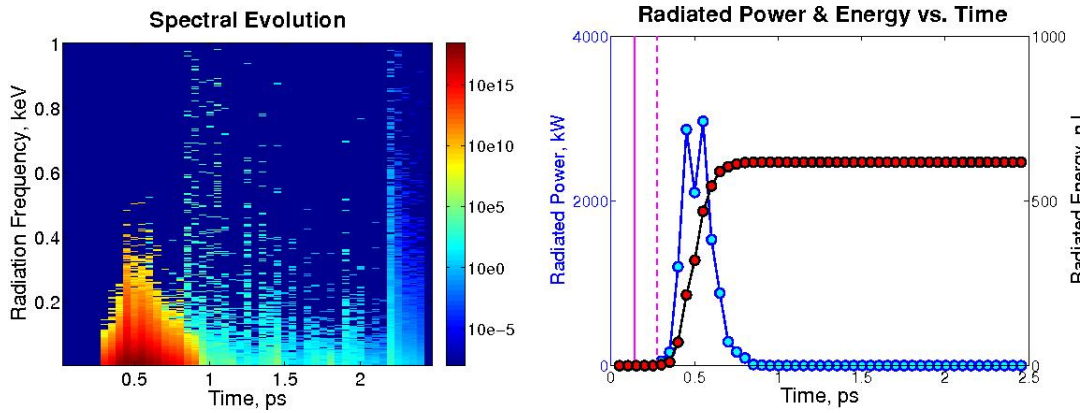 Spectral Evolution
Radiation Frequency, keV
1
0.8
0.6
0.4
0.2
0.5
1
1.5
2
Time, ps
10e15
10e10
10e5
10e0
10e-5
Radiated Power & Energy vs. Time
Radiated Power, kW
4000
2000
0
0
0.5
1
1.5
2
2.5
Time, ps
1000
500
0
Radiated Energy,